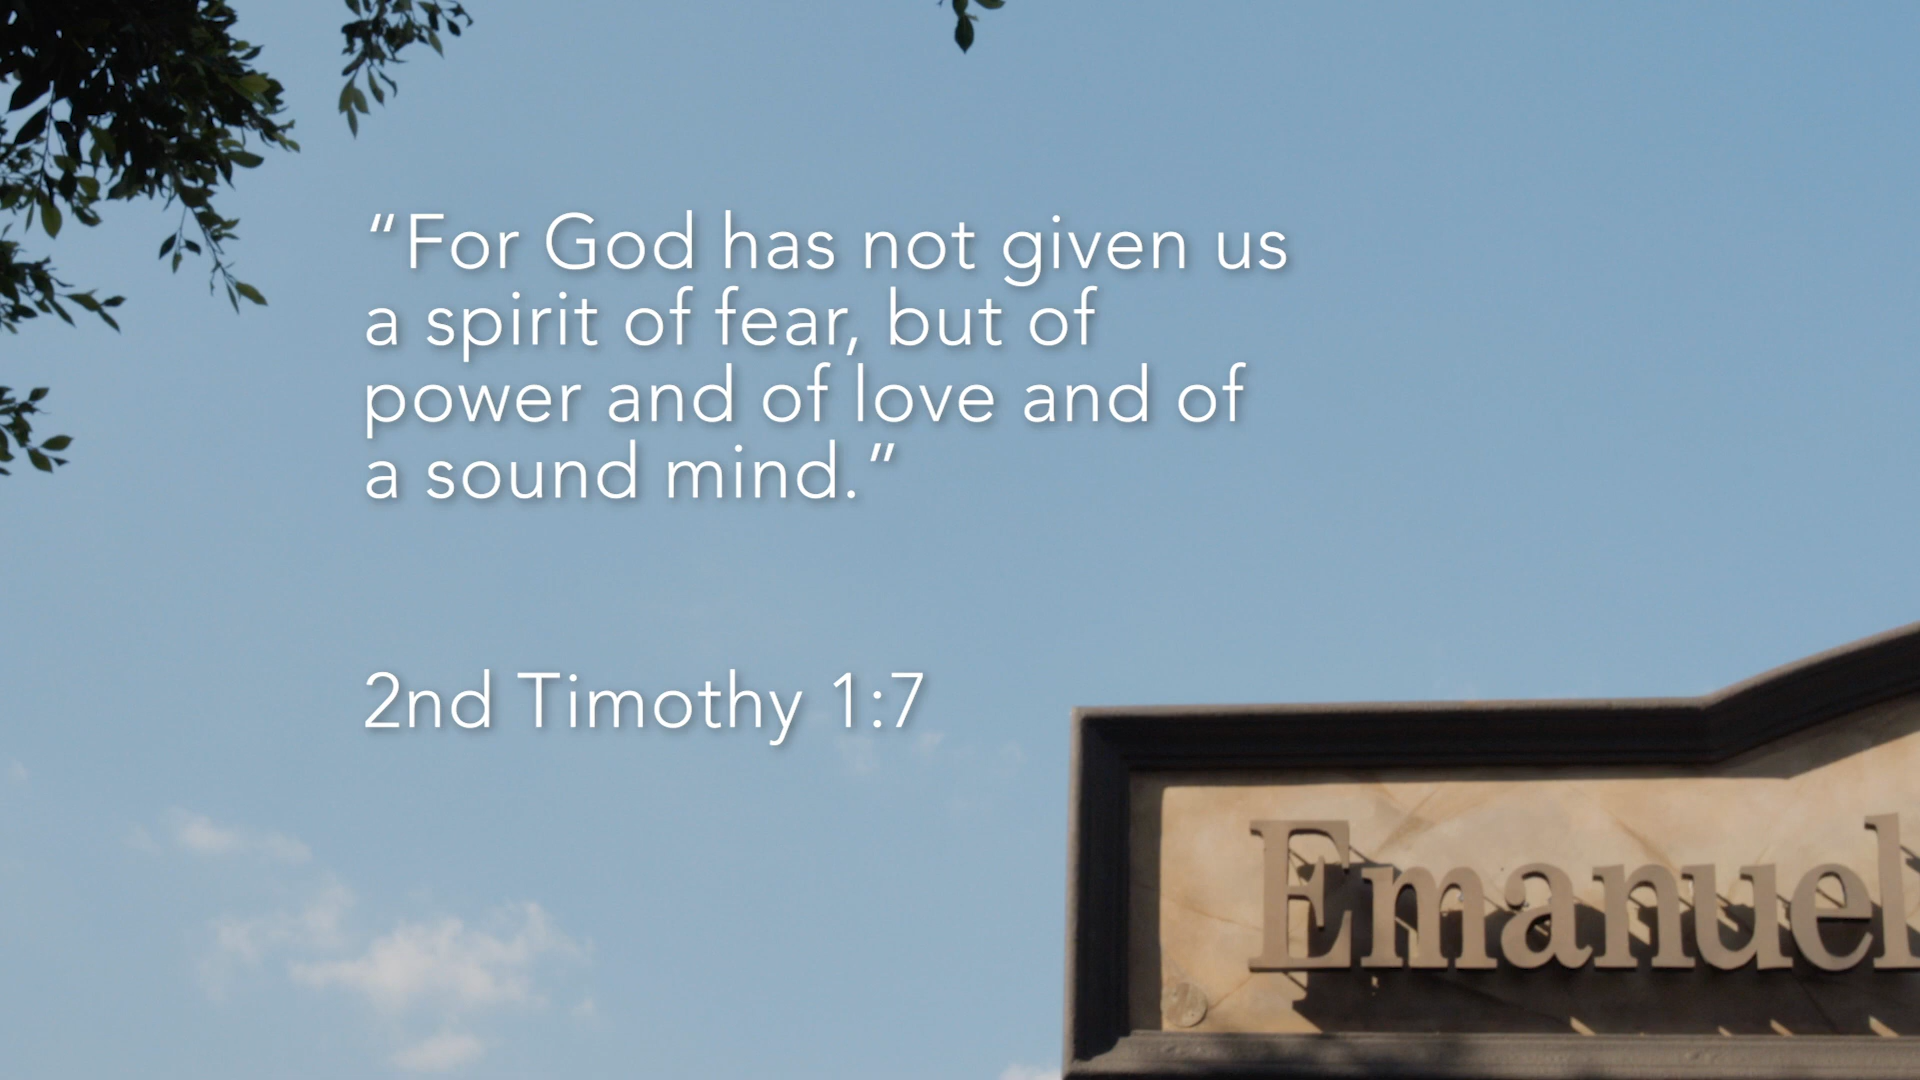 “For God has not given us
a spirit of fear, but of
power and of love and of
a sound mind.”
2nd Timothy 1:7
Emanuel